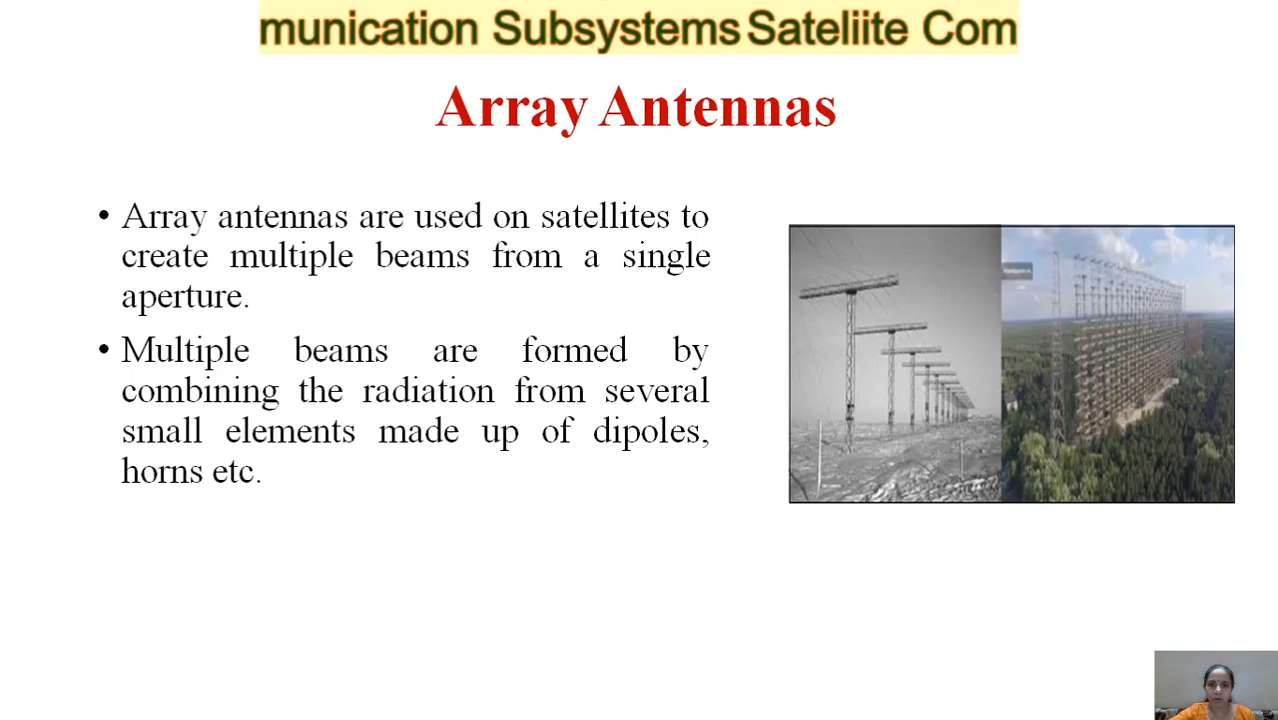 munication Subsystems Sateliite Com
Array Antennas
• Array antennas are used on satellites to
create multiple beams from a single
aperture.
• Multiple beams are formed by
combining the radiation from several
small elements made up of dipoles,
horns etc.